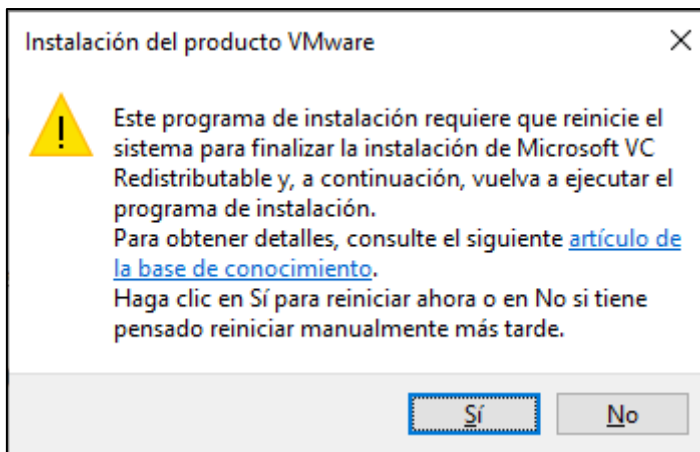 Instalación del producto VMware
Este programa de instalación requiere que reinicie el
sistema para finalizar la instalación de Microsoft VC
Redistributable y, a continuación, vuelva a ejecutar el
programa de instalación.
Para obtener detalles, consulte el siguiente artículo de
la base de conocimiento.
Haga clic en Sí para reiniciar ahora o en No si tiene
pensado reiniciar manualmente más tarde.
Sí
No